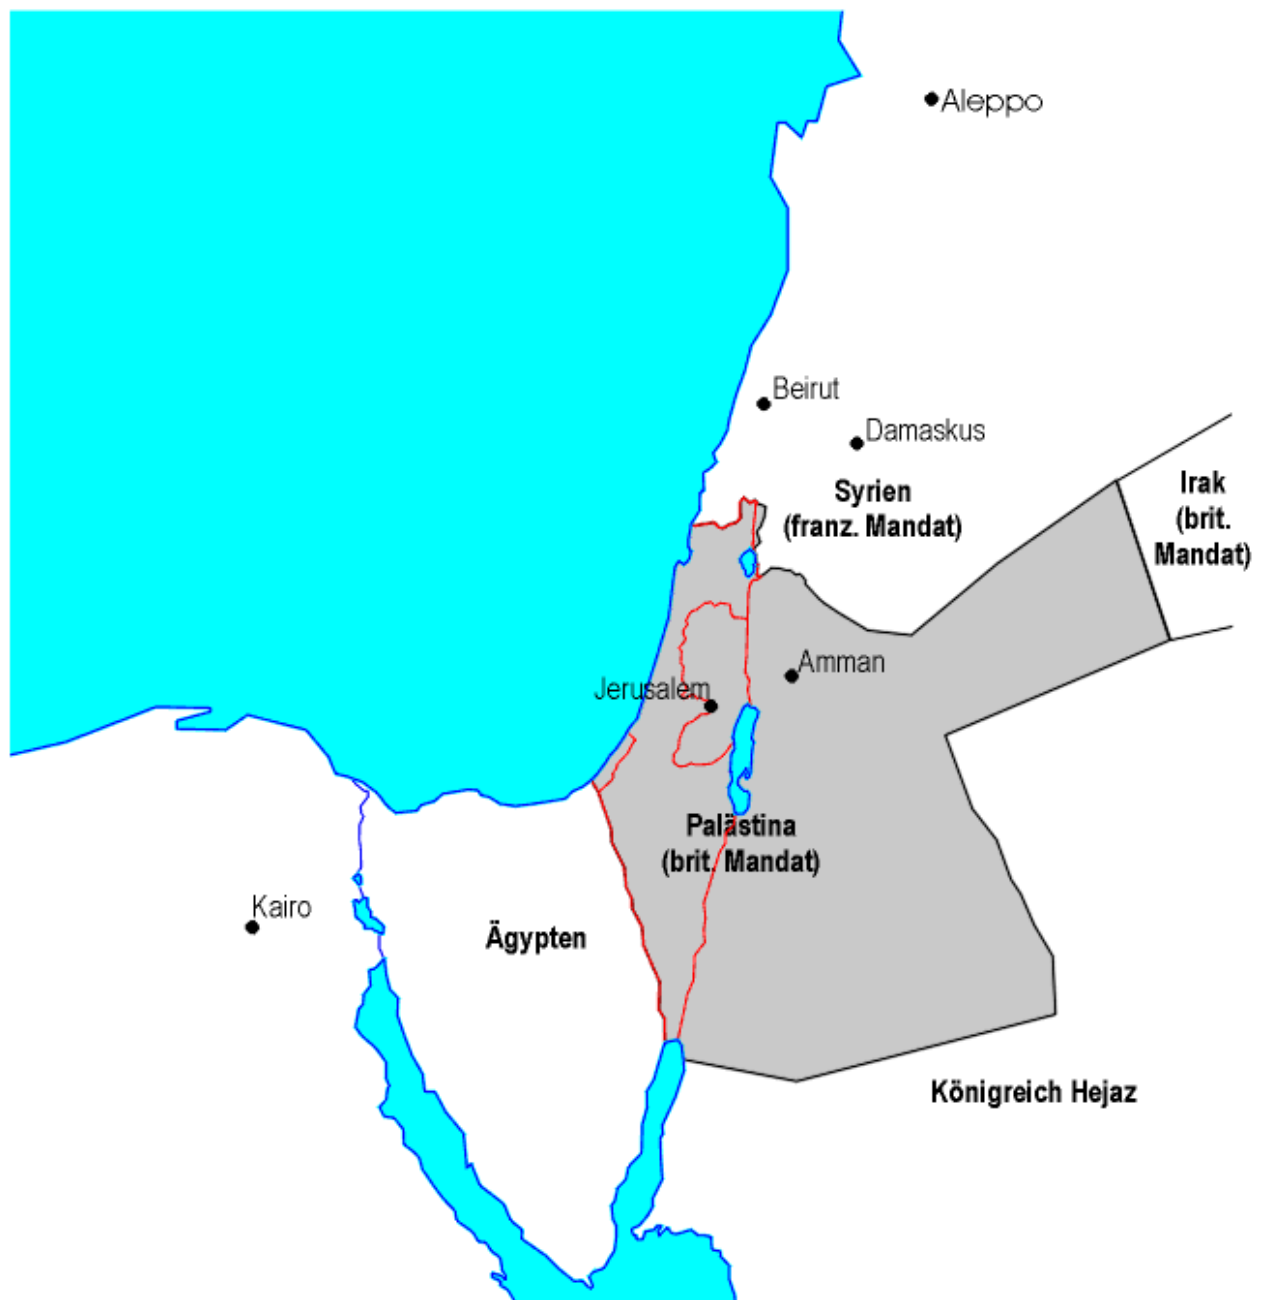 Aleppo
Beirut
Damaskus
Syrien
(franz. Mandat)
Irak
(brit.
Mandat)
Amman
Jerusalem
Palästina
(brit. Mandat)
Kairo
Ägypten
Königreich Hejaz